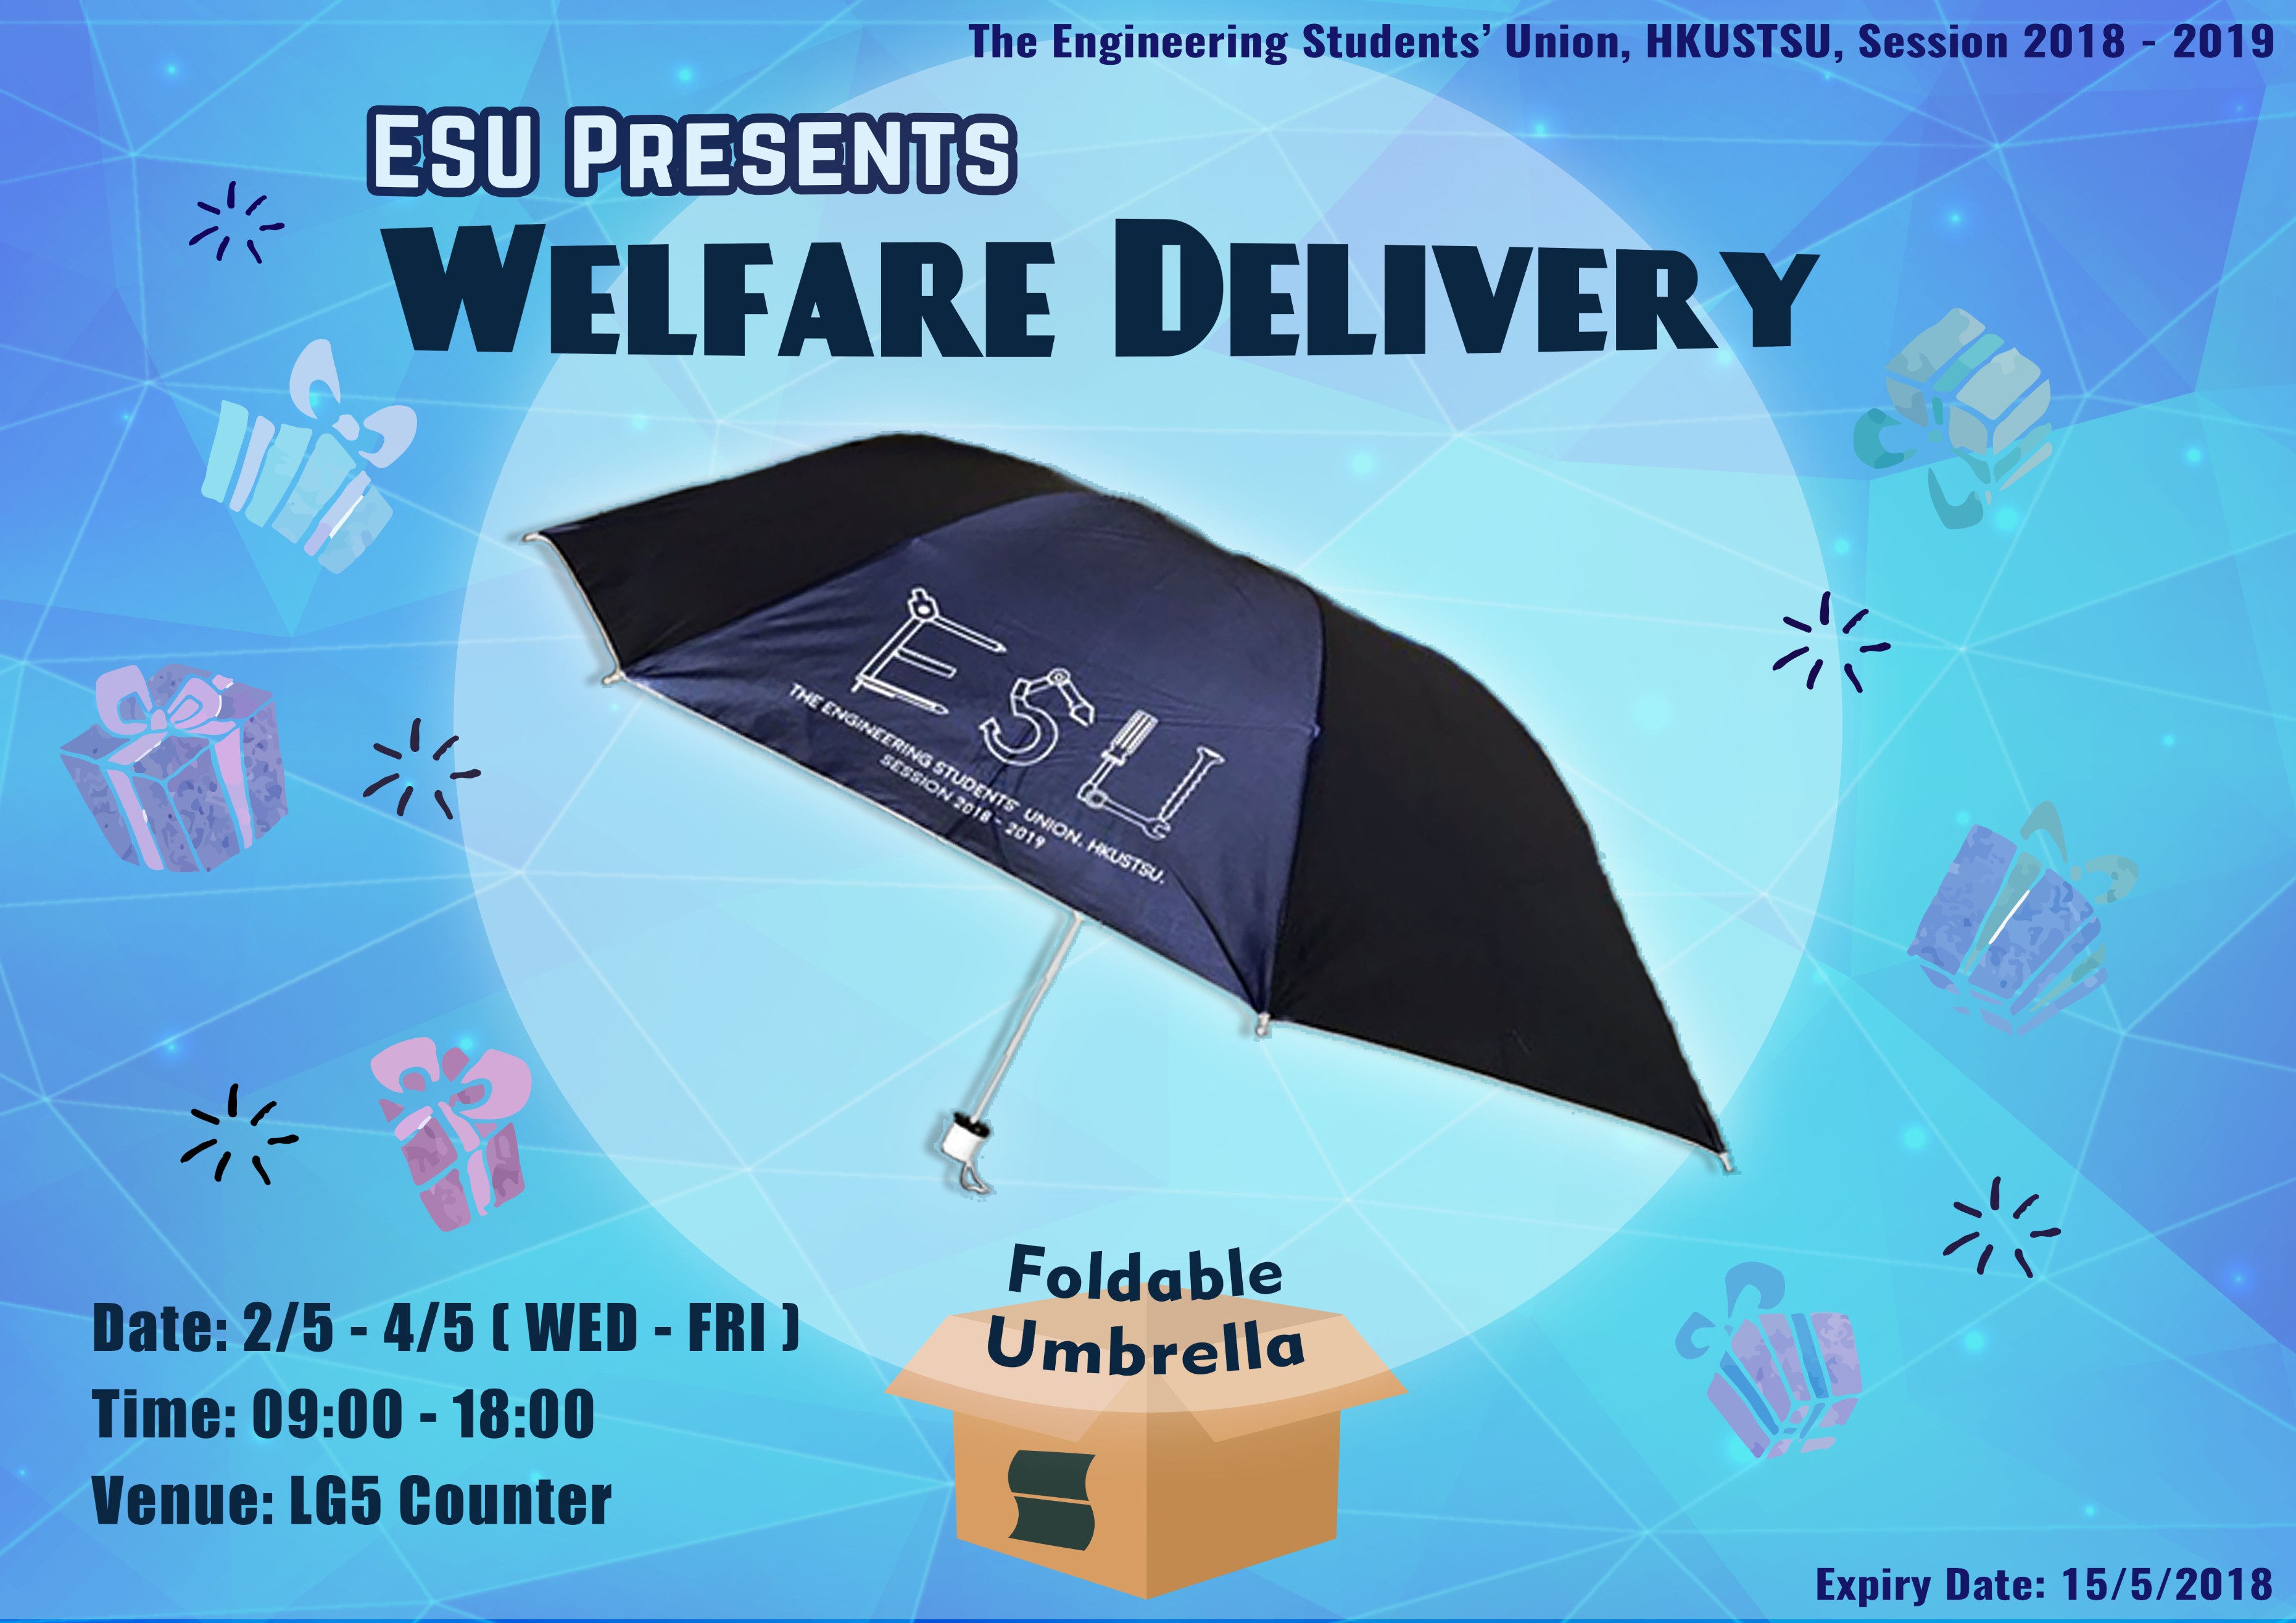 The Engineering Students’ Union, HKUSTSU, Session 2018 - 2019
ESU PRESENTS
WELFARE DELIVERY
ESU
THE ENGINEERING STUDENTS' UNION, HKUSTSU,
SESSION 2018 - 2019
Foldable
Umbrella
Date: 2/5 - 4/5 ( WED - FRI )
Time: 09:00 - 18:00
Venue: LG5 Counter
Expiry Date: 15/5/2018